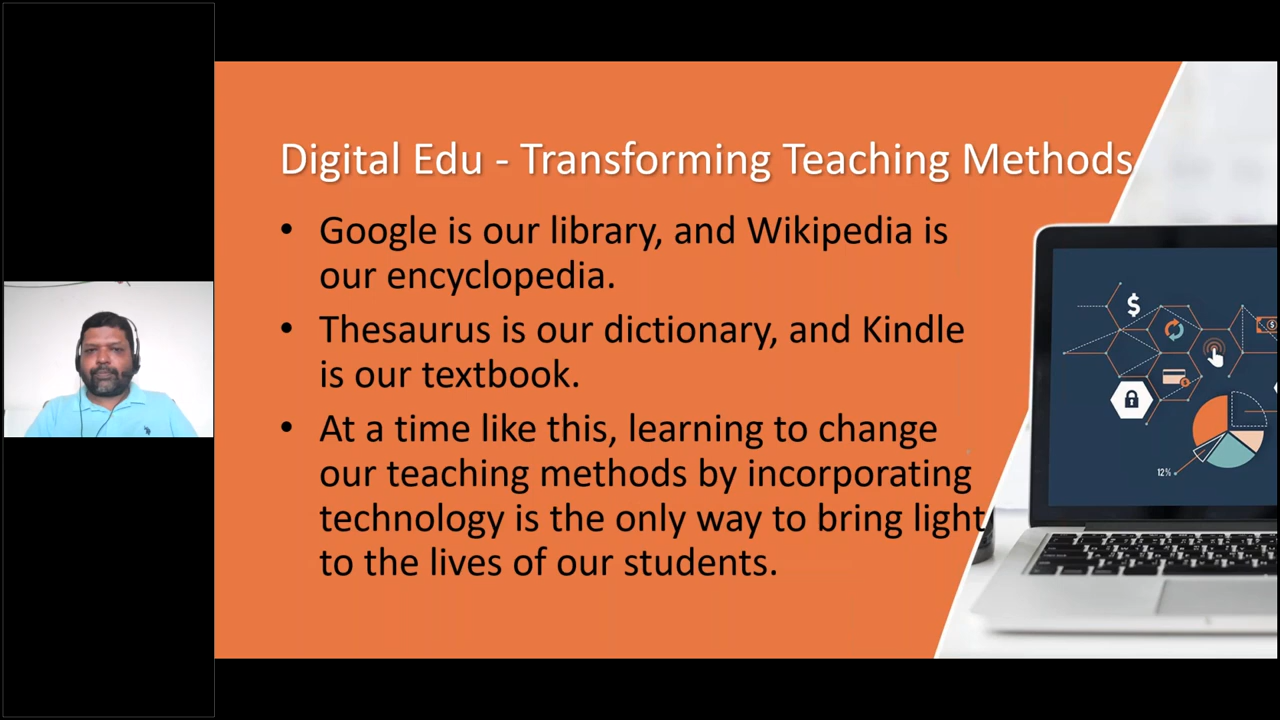 Digital Edu - Transforming Teaching Methods
• Google is our library, and Wikipedia is
our encyclopedia.
• Thesaurus is our dictionary, and Kindle
is our textbook.
• At a time like this, learning to change
our teaching methods by incorporating
technology is the only way to bring light
to the lives of our students.
$
$
12%